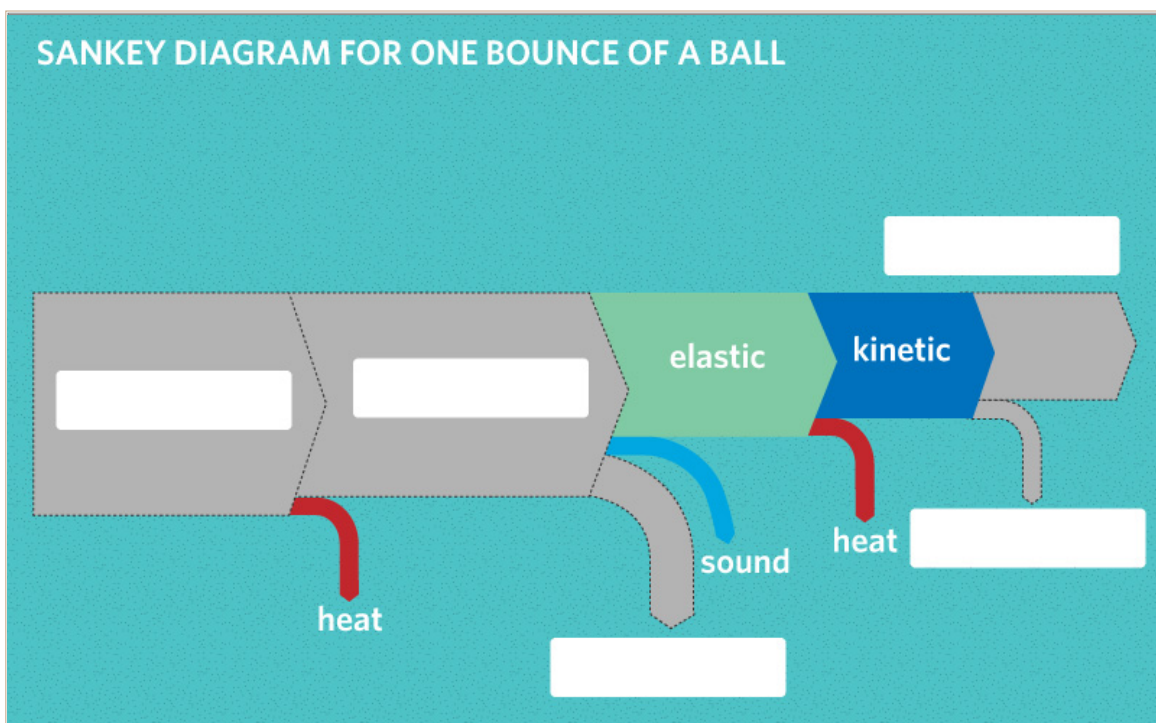 SANKEY DIAGRAM FOR ONE BOUNCE OF A BALL
elastic
kinetic
heat
sound
heat